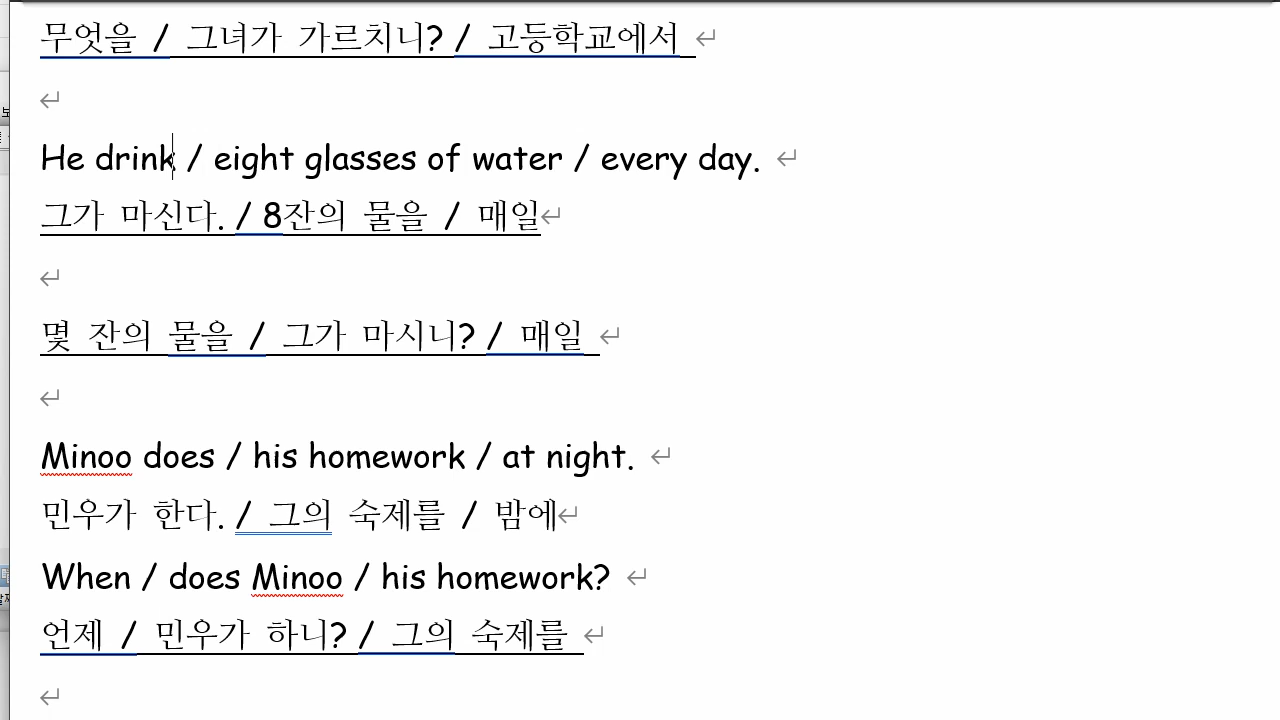 무엇을 / 그녀가 가르치니? / 고등학교에서
He drink / eight glasses of water / every day.
그가 마신다. / 8잔의 물을 / 매일
몇 잔의 물을 / 그가 마시니? / 매일
Minoo does / his homework / at night.
민우가 한다. / 그의 숙제를 / 밤에
When / does Minoo / his homework?
언제 / 민우가 하니? / 그의 숙제를